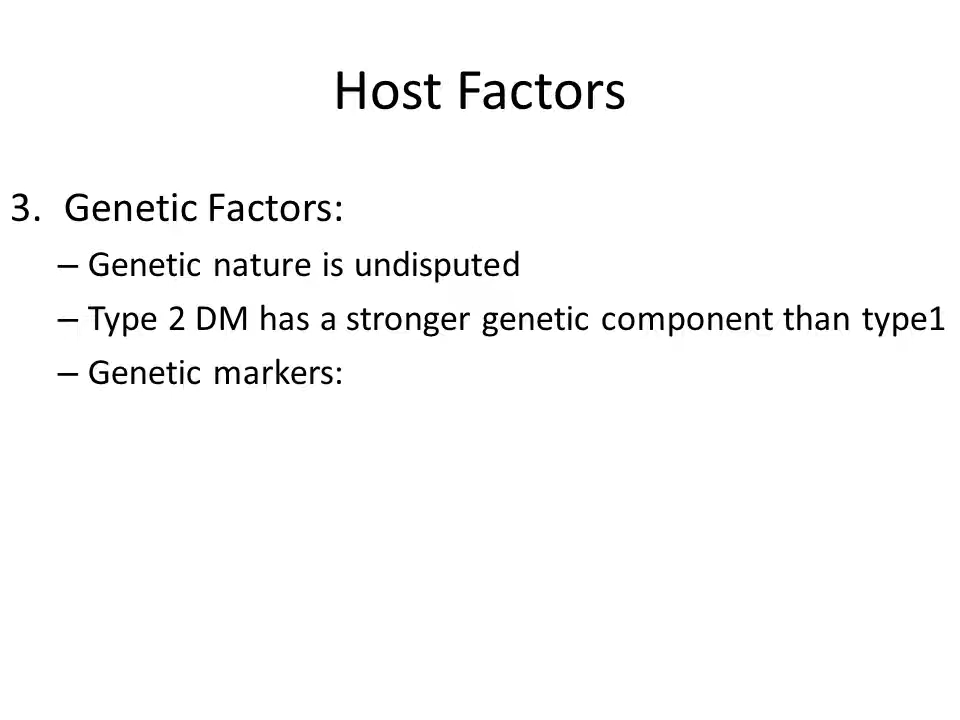 Host Factors
3. Genetic Factors:
– Genetic nature is undisputed
– Type 2 DM has a stronger genetic component than type1
– Genetic markers: